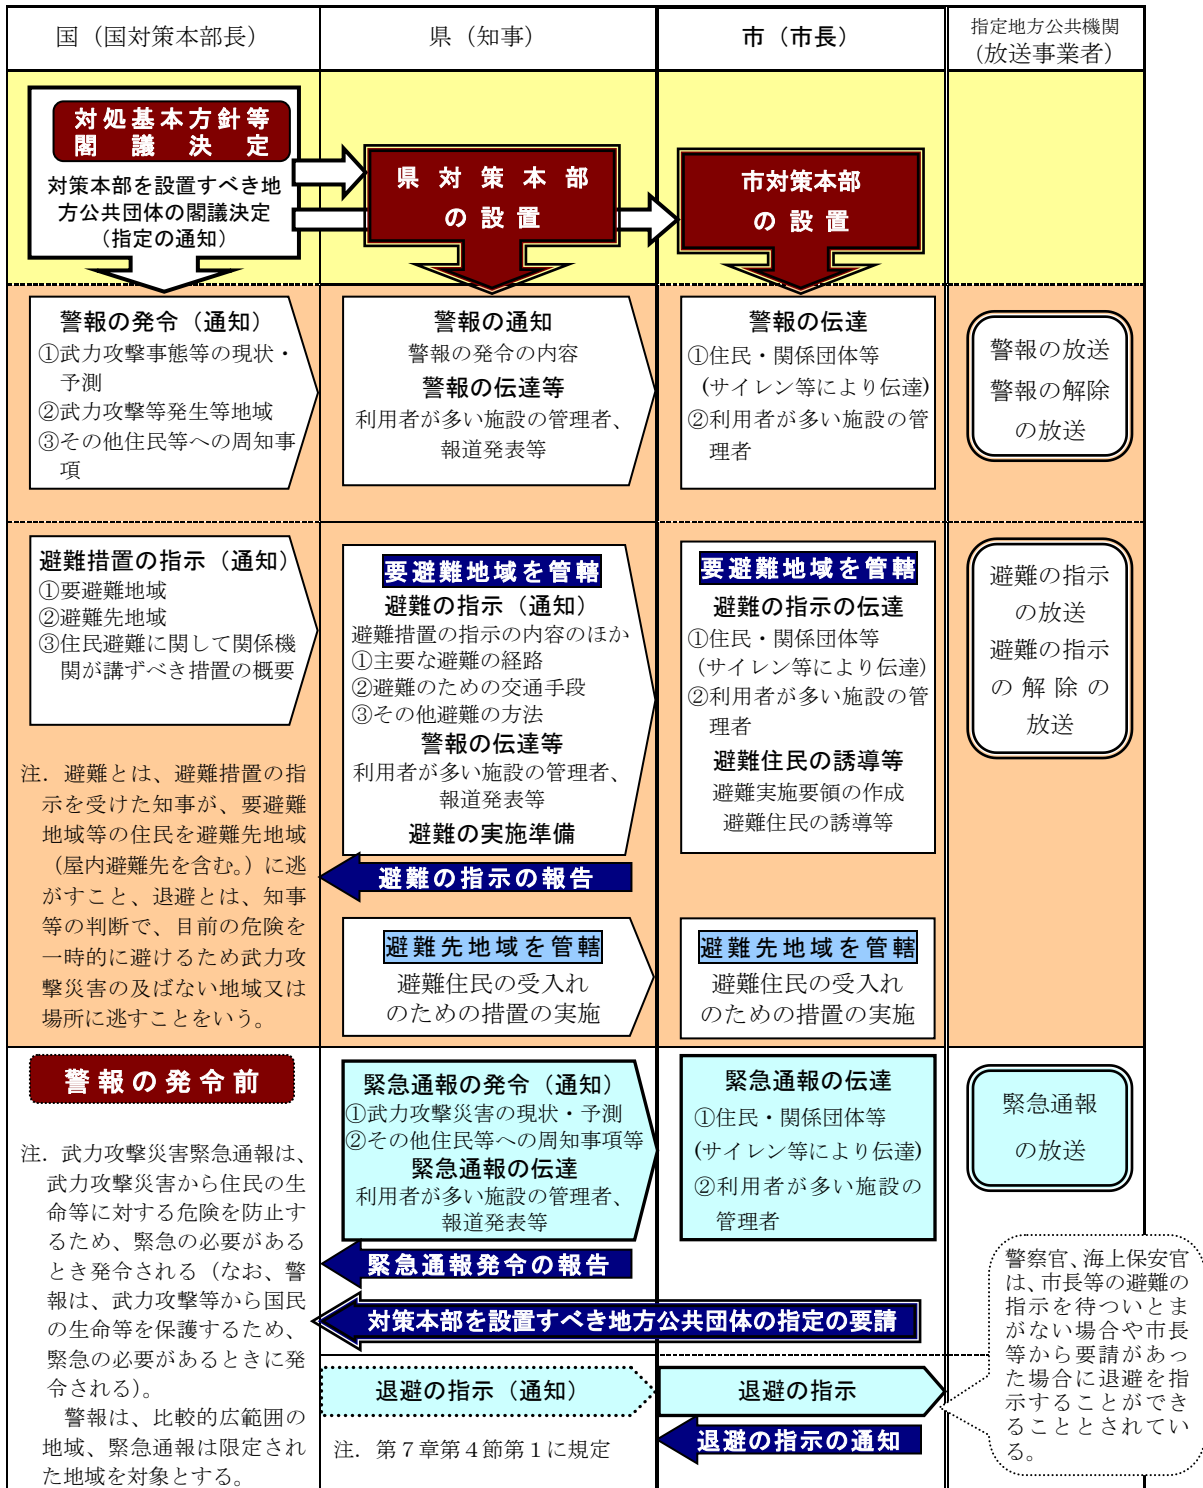 国（国対策本部長）
県（知事）
市（市長）
指定地方公共機関
（放送事業者）
対処基本方針等
閣議決定
対策本部を設置すべき地
方公共団体の閣議決定
（指定の通知）
県対策本部
の設置
市対策本部
の設置
警報の発令（通知）
①武力攻撃事態等の現状・
予測
②武力攻撃等発生等地域
③その他住民等への周知事
項
警報の通知
警報の発令の内容
警報の伝達等
利用者が多い施設の管理者、
報道発表等
警報の伝達
①住民・関係団体等
(サイレン等により伝達)
②利用者が多い施設の管
理者
警報の放送
警報の解除
の放送
避難措置の指示（通知）
①要避難地域
②避難先地域
③住民避難に関して関係機
関が講ずべき措置の概要
注．避難とは、避難措置の指
示を受けた知事が、要避難
地域等の住民を避難先地域
（屋内避難先を含む。）に逃
がすこと、退避とは、知事
等の判断で、目前の危険を
一時的に避けるため武力攻
撃災害の及ばない地域又は
場所に逃すことをいう。
要避難地域を管轄
避難の指示（通知）
避難措置の指示の内容のほか
①主要な避難の経路
②避難のための交通手段
③その他避難の方法
警報の伝達等
利用者が多い施設の管理者、
報道発表等
避難の実施準備
避難の指示の報告
避難先地域を管轄
避難住民の受入れ
のための措置の実施
要避難地域を管轄
避難の指示の伝達
①住民・関係団体等
（サイレン等により伝達）
②利用者が多い施設の管
理者
避難住民の誘導等
避難実施要領の作成
避難住民の誘導等
避難先地域を管轄
避難住民の受入れ
のための措置の実施
避難の指示
の放送
避難の指示
の解除の
放送
警報の発令前
注．武力攻撃災害緊急通報は、
武力攻撃災害から住民の生
命等に対する危険を防止す
るため、緊急の必要がある
とき発令される（なお、警
報は、武力攻撃等から国民
の生命等を保護するため、
緊急の必要があるときに発
令される）。
警報は、比較的広範囲の
地域、緊急通報は限定され
た地域を対象とする。
緊急通報の発令（通知）
①武力攻撃災害の現状・予測
②その他住民等への周知事項等
緊急通報の伝達
利用者が多い施設の管理者、
報道発表等
緊急通報発令の報告
対策本部を設置すべき地方公共団体の指定の要請
退避の指示（通知）
注．第７章第４節第１に規定
緊急通報の伝達
①住民・関係団体等
(サイレン等により伝達)
②利用者が多い施設の
管理者
退避の指示
退避の指示の通知
緊急通報
の放送
警察官、海上保安官
は、市長等の避難の
指示を待ついとま
がない場合や市長
等から要請があっ
た場合に退避を指
示することができ
ることとされてい
る。